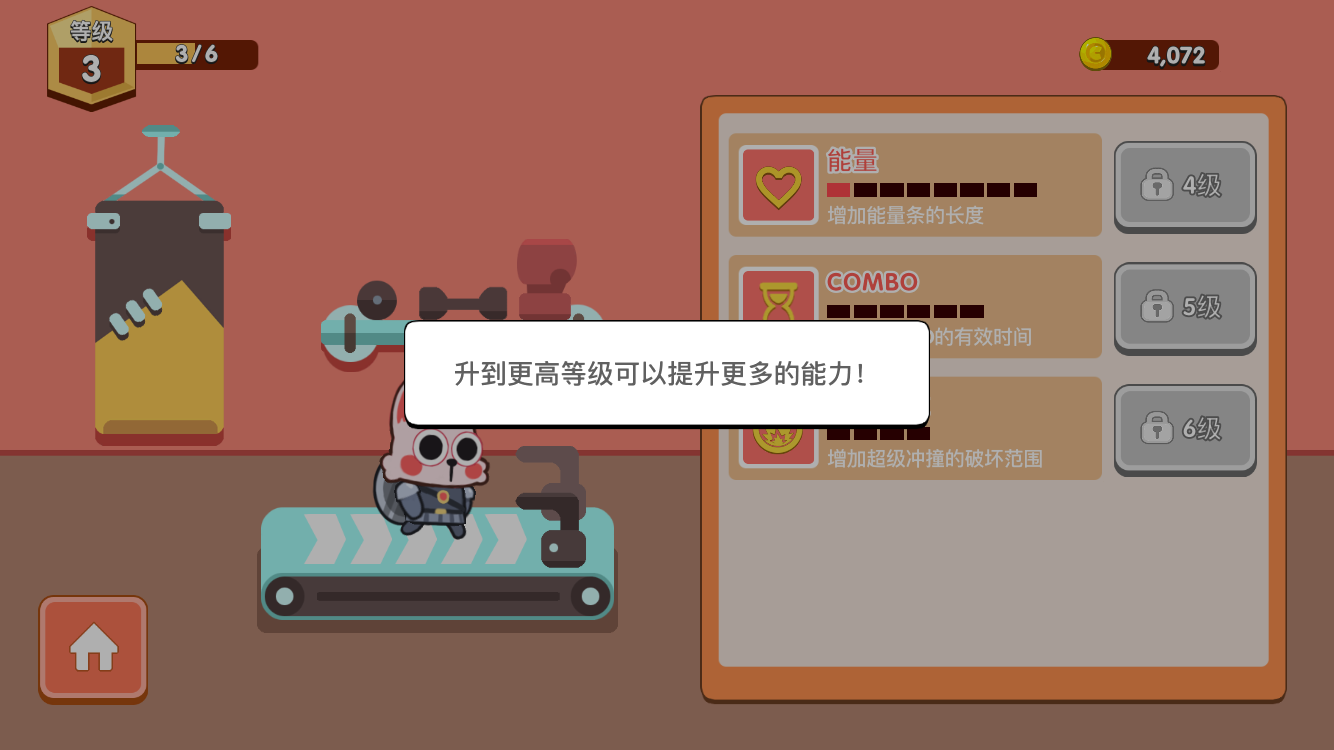 等级
3
3/6
4,072
能量
增加能量条的长度
4级
COMBO
的有效时间
5级
升到更高等级可以提升更多的能力!
增加超级冲撞的破坏范围
6级